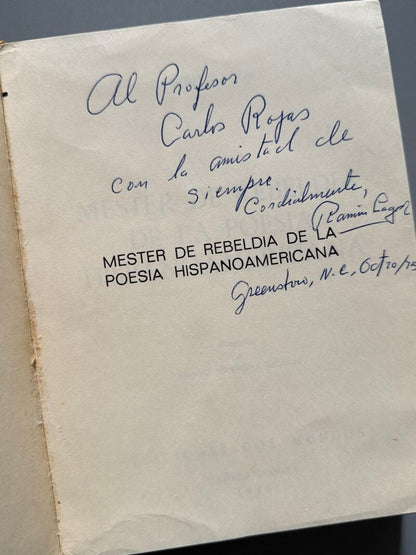 Al Profesor
Carlos Rojas
con la amistad de
siempre
Cordialmente,
Ramón
MESTER DE REBELDIA DE LA
POESIA HISPANOAMERICANA
Greensboro, N.C, Oct 20/75